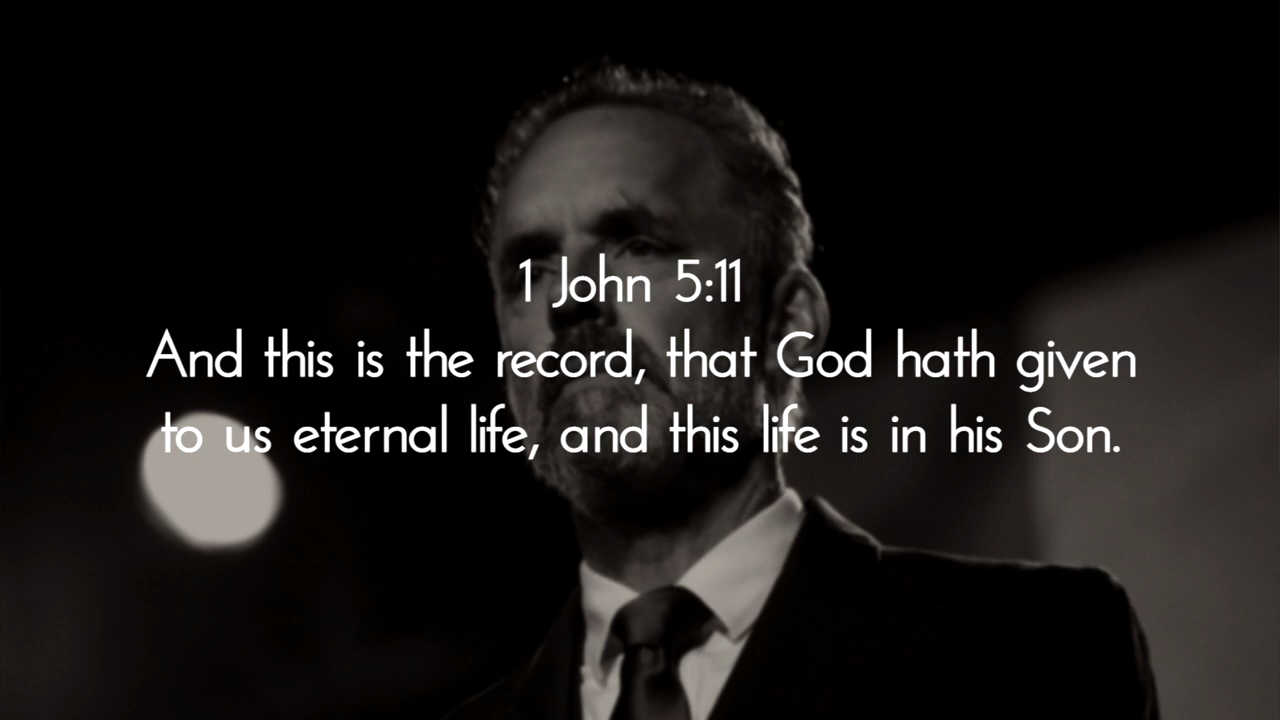 1 John 5:11
And this is the record, that God hath given
to us eternal life, and this life is in his Son.